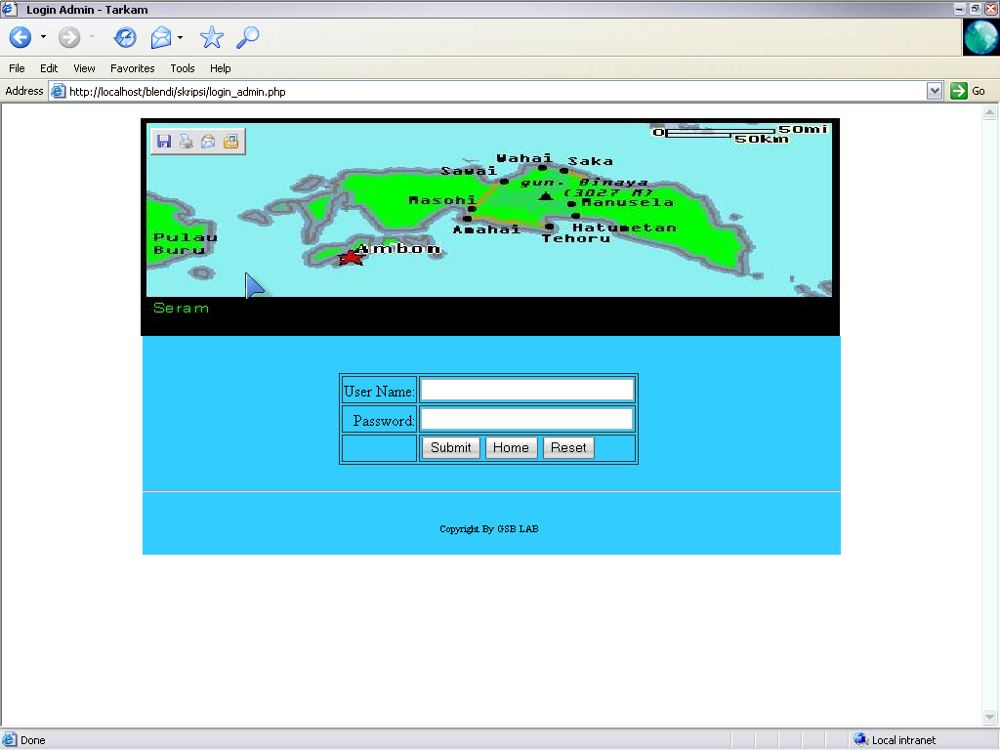 Login Admin - Tarkam
File Edit View Favorites Tools Help
Address http://localhost/blendi/skripsi/login_admin.php Go
0 50mi
50km
Wahai Saka
Sawai
gun. Binaya
(3027 M)
Masohi
Manusela
Amahai
Hatumetan
Tehoru
Pulau
Buru
Ambon
Seram
User Name:
Password:
Submit Home Reset
Copyright By GSB LAB
Done Local intranet